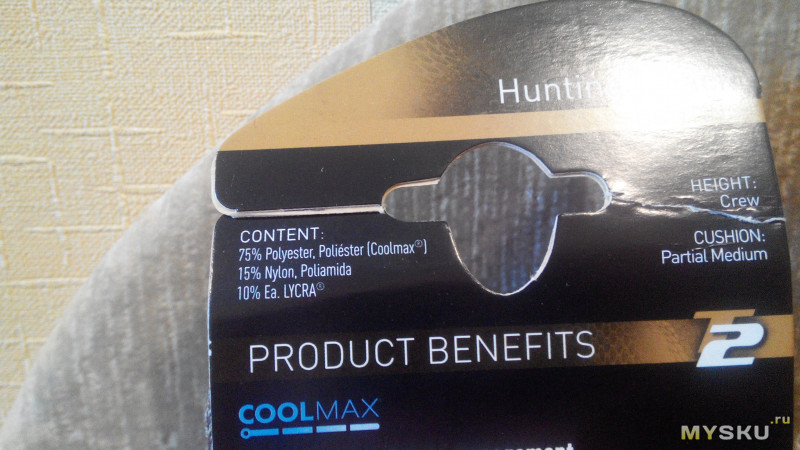 Hunting
HEIGHT:
Crew
CUSHION:
Partial Medium
CONTENT:
75% Polyester, Poliéster (Coolmax®)
15% Nylon, Poliamida
10% Ea. LYCRA®
PRODUCT BENEFITS
T2
COOLMAX
MYSKU.ru